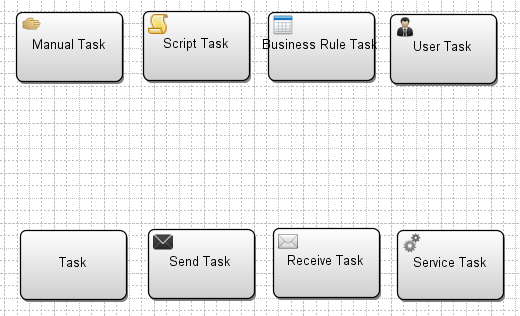 Manual Task
Script Task
Business Rule Task
User Task
Task
Send Task
Receive Task
Service Task